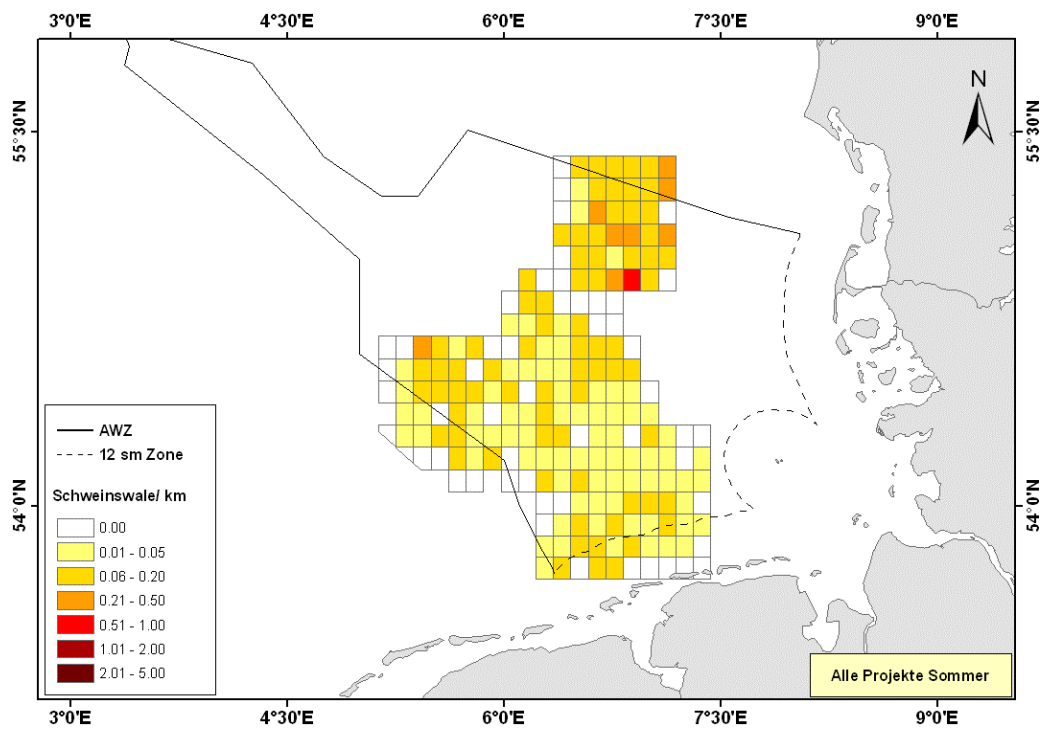 3°0'E 4°30'E 6°0'E 7°30'E 9°0'E
N
55°30'N 55°30'N
54°0'N 54°0'N
AWZ
12 sm Zone
Schweinswale/ km
0.00
0.01 - 0.05
0.06 - 0.20
0.21 - 0.50
0.51 - 1.00
1.01 - 2.00
2.01 - 5.00
Alle Projekte Sommer
3°0'E 4°30'E 6°0'E 7°30'E 9°0'E